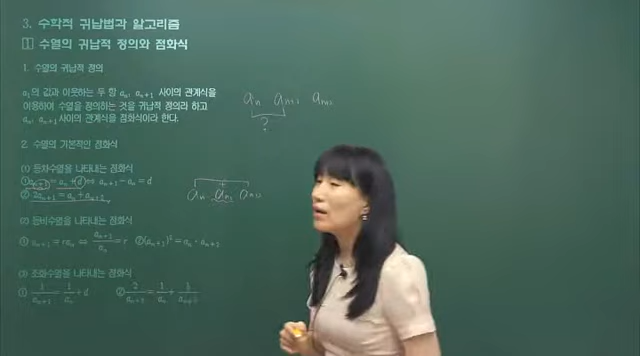 3. 수학적 귀납법과 알고리즘
1 수열의 귀납적 정의와 점화식
1. 수열의 귀납적 정의
a₁의 값과 이웃하는 두 항 aₙ, aₙ₊₁ 사이의 관계식을
이용하여 수열을 정의하는 것을 귀납적 정의라 하고
aₙ, aₙ₊₁사이의 관계식을 점화식이라 한다.
aₙ aₙ₊₁ aₙ₊₂
?
2. 수열의 기본적인 점화식
(1) 등차수열을 나타내는 점화식
① aₙ₊₁ = aₙ + d ⇔ aₙ₊₁ - aₙ = d
② 2aₙ₊₁ = aₙ + aₙ₊₂
aₙ aₙ₊₁ aₙ₊₂
(2) 등비수열을 나타내는 점화식
① aₙ₊₁ = raₙ ⇔ aₙ₊₁/aₙ = r ② (aₙ₊₁)² = aₙ · aₙ₊₂
(3) 조화수열을 나타내는 점화식
① 1/aₙ₊₁ = 1/aₙ + d ② 2/aₙ₊₁ = 1/aₙ + 1/aₙ₊₂